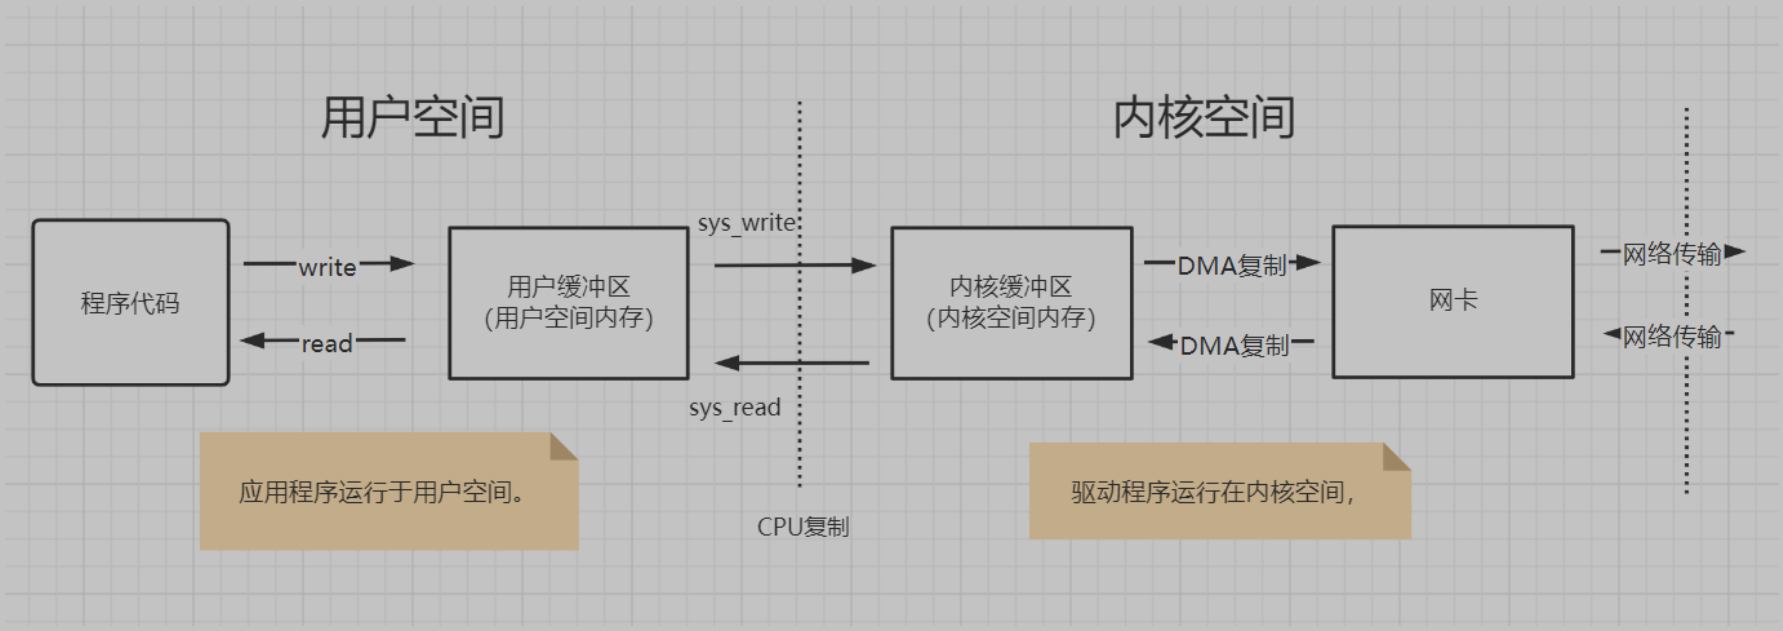 用户空间
内核空间
程序代码
write
read
用户缓冲区
(用户空间内存)
sys_write
sys_read
CPU复制
内核缓冲区
(内核空间内存)
DMA复制
DMA复制
网卡
网络传输
网络传输
应用程序运行于用户空间。
驱动程序运行在内核空间，